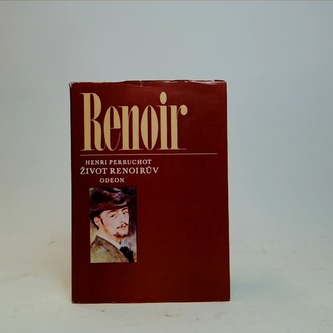 Renoir
HENRI PERRUCHOT
ŽIVOT RENOIRŮV
ODEON